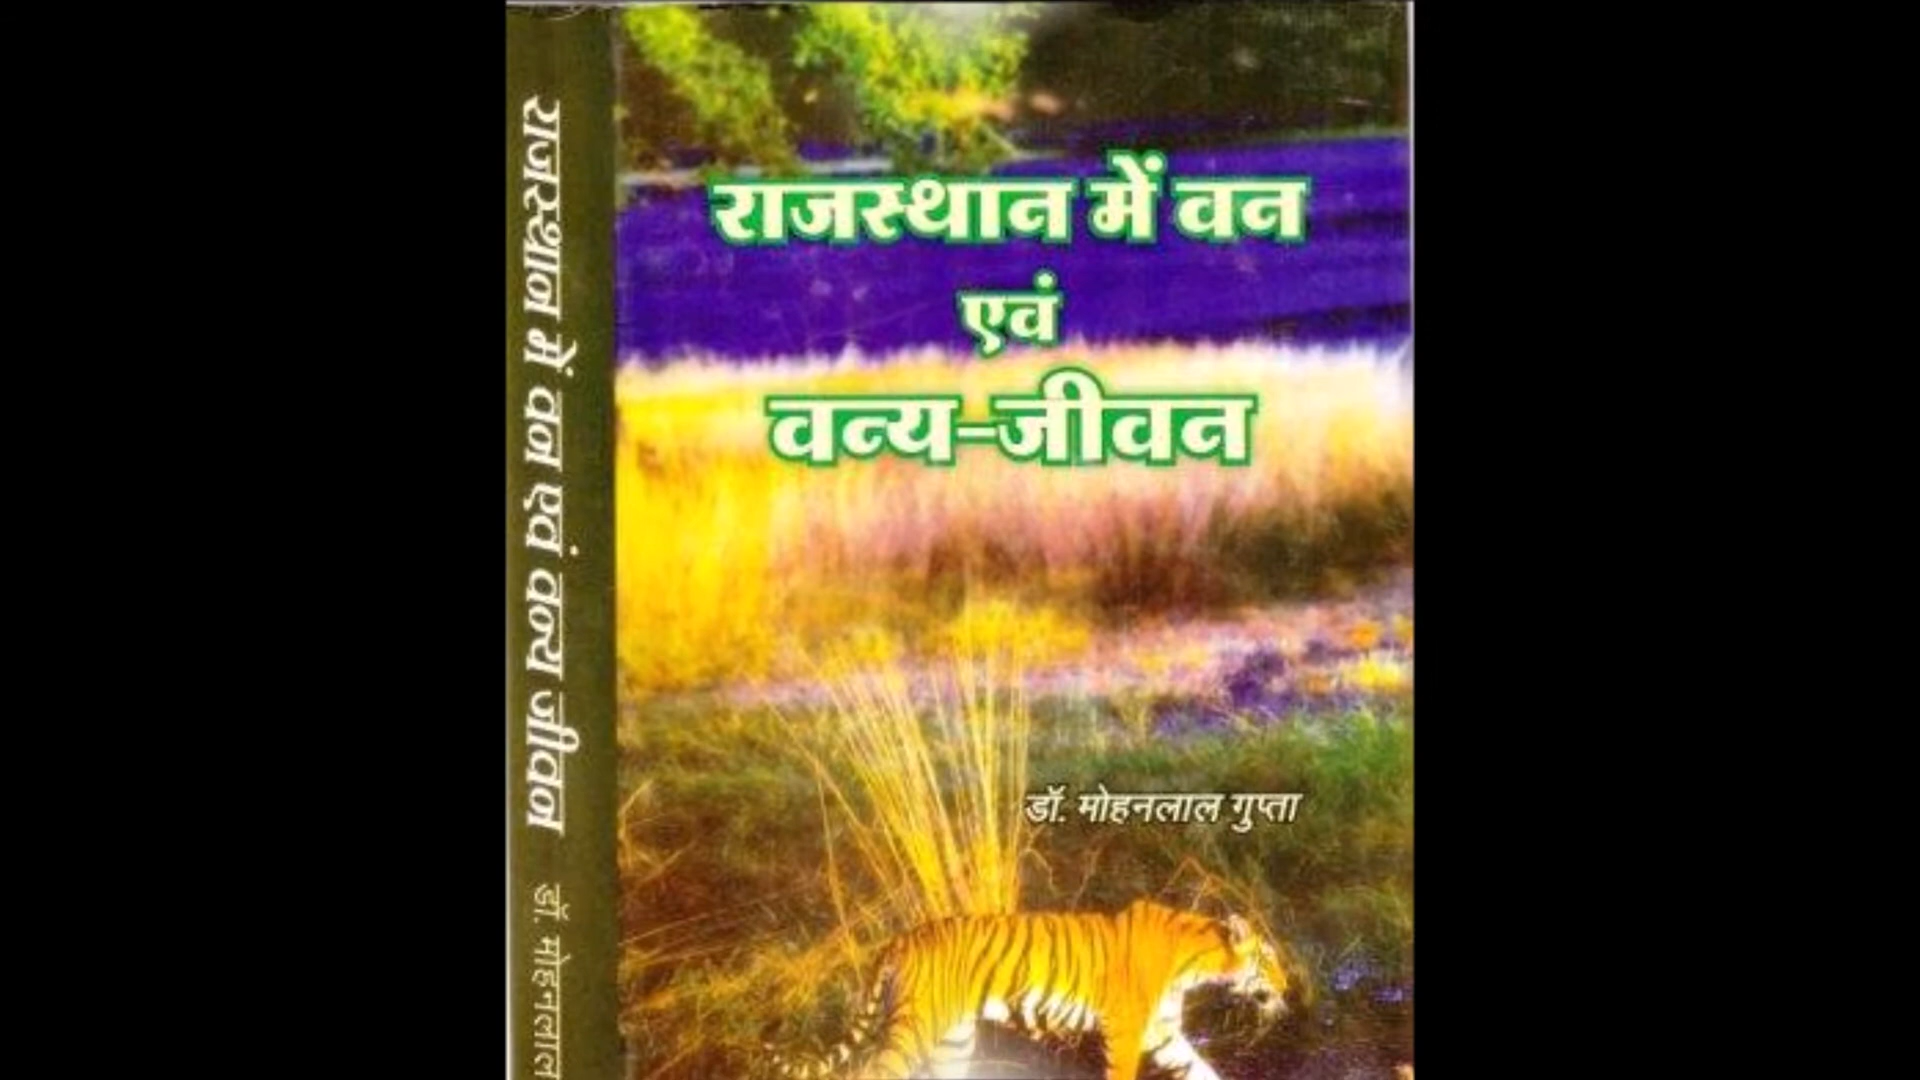 राजस्थान में वन एवं वन्य जीवन
डॉ. मोहनलाल
राजस्थान में वन
एवं
वन्य-जीवन
डॉ. मोहनलाल गुप्ता